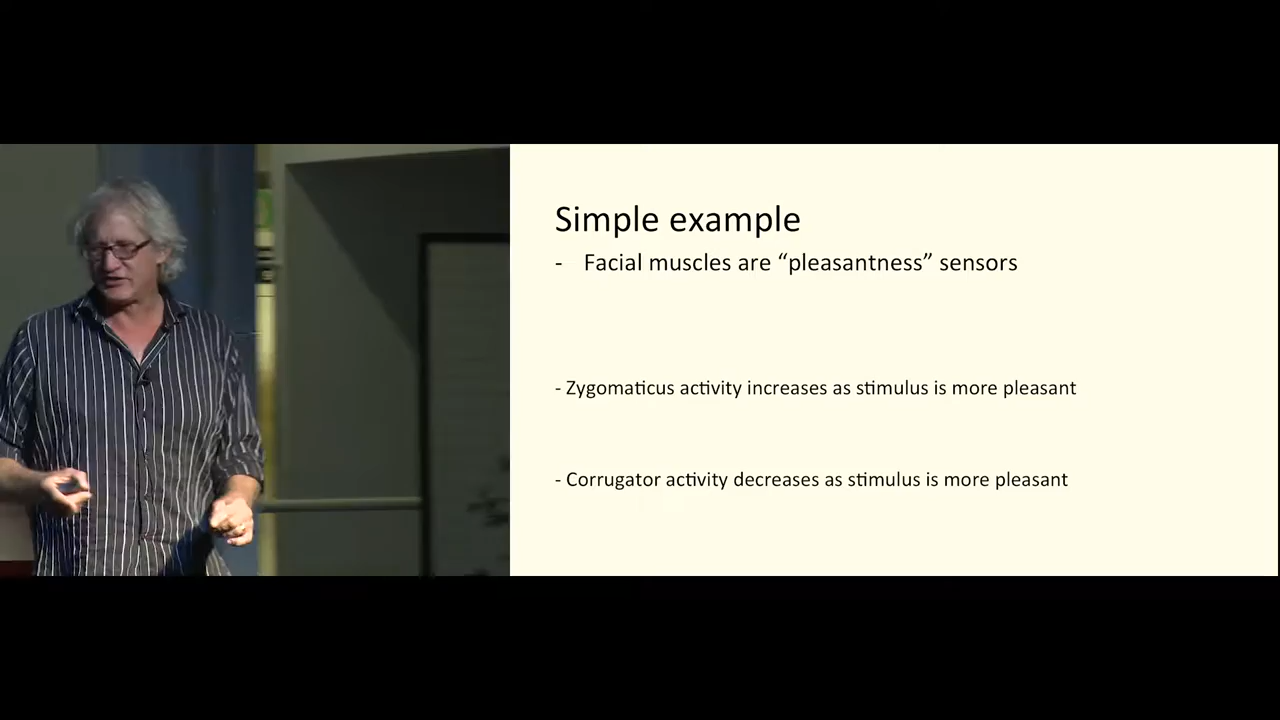 Simple example
- Facial muscles are “pleasantness” sensors
- Zygomaticus activity increases as stimulus is more pleasant
- Corrugator activity decreases as stimulus is more pleasant